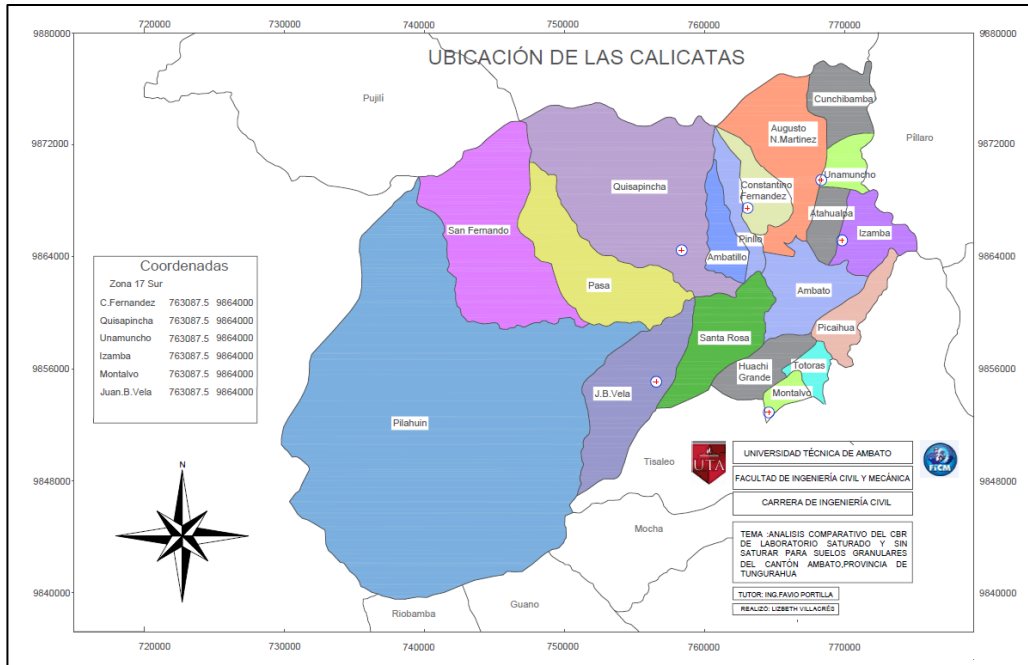 720000 730000 740000 750000 760000 770000
9880000
9880000
UBICACIÓN DE LAS CALICATAS
Pujilí
Cunchibamba
Augusto
N.Martinez
Píllaro
9872000
9872000
Quisapincha
Constantino
Fernandez
Unamuncho
Atahualpa
San Fernando
Izamba
Pinllo
Ambatillo
9864000
9864000
Coordenadas
Zona 17 Sur
C.Fernandez 763087.5 9864000
Quisapincha 763087.5 9864000
Unamuncho 763087.5 9864000
Izamba 763087.5 9864000
Montalvo 763087.5 9864000
Juan.B.Vela 763087.5 9864000
Pasa
Ambato
Picaihua
Santa Rosa
9856000
9856000
Huachi
Grande
Totoras
J.B.Vela
Montalvo
Pilahuin
Tisaleo
N
UTA
FICM
UNIVERSIDAD TÉCNICA DE AMBATO
FACULTAD DE INGENIERÍA CIVIL Y MECÁNICA
CARRERA DE INGENIERÍA CIVIL
9848000
9848000
Mocha
TEMA :ANALISIS COMPARATIVO DEL CBR
DE LABORATORIO SATURADO Y SIN
SATURAR PARA SUELOS GRANULARES
DEL CANTÓN AMBATO,PROVINCIA DE
TUNGURAHUA
TUTOR: ING.FAVIO PORTILLA
REALIZÓ: LIZBETH VILLACRÉS
9840000
9840000
Guano
Riobamba
720000 730000 740000 750000 760000 770000